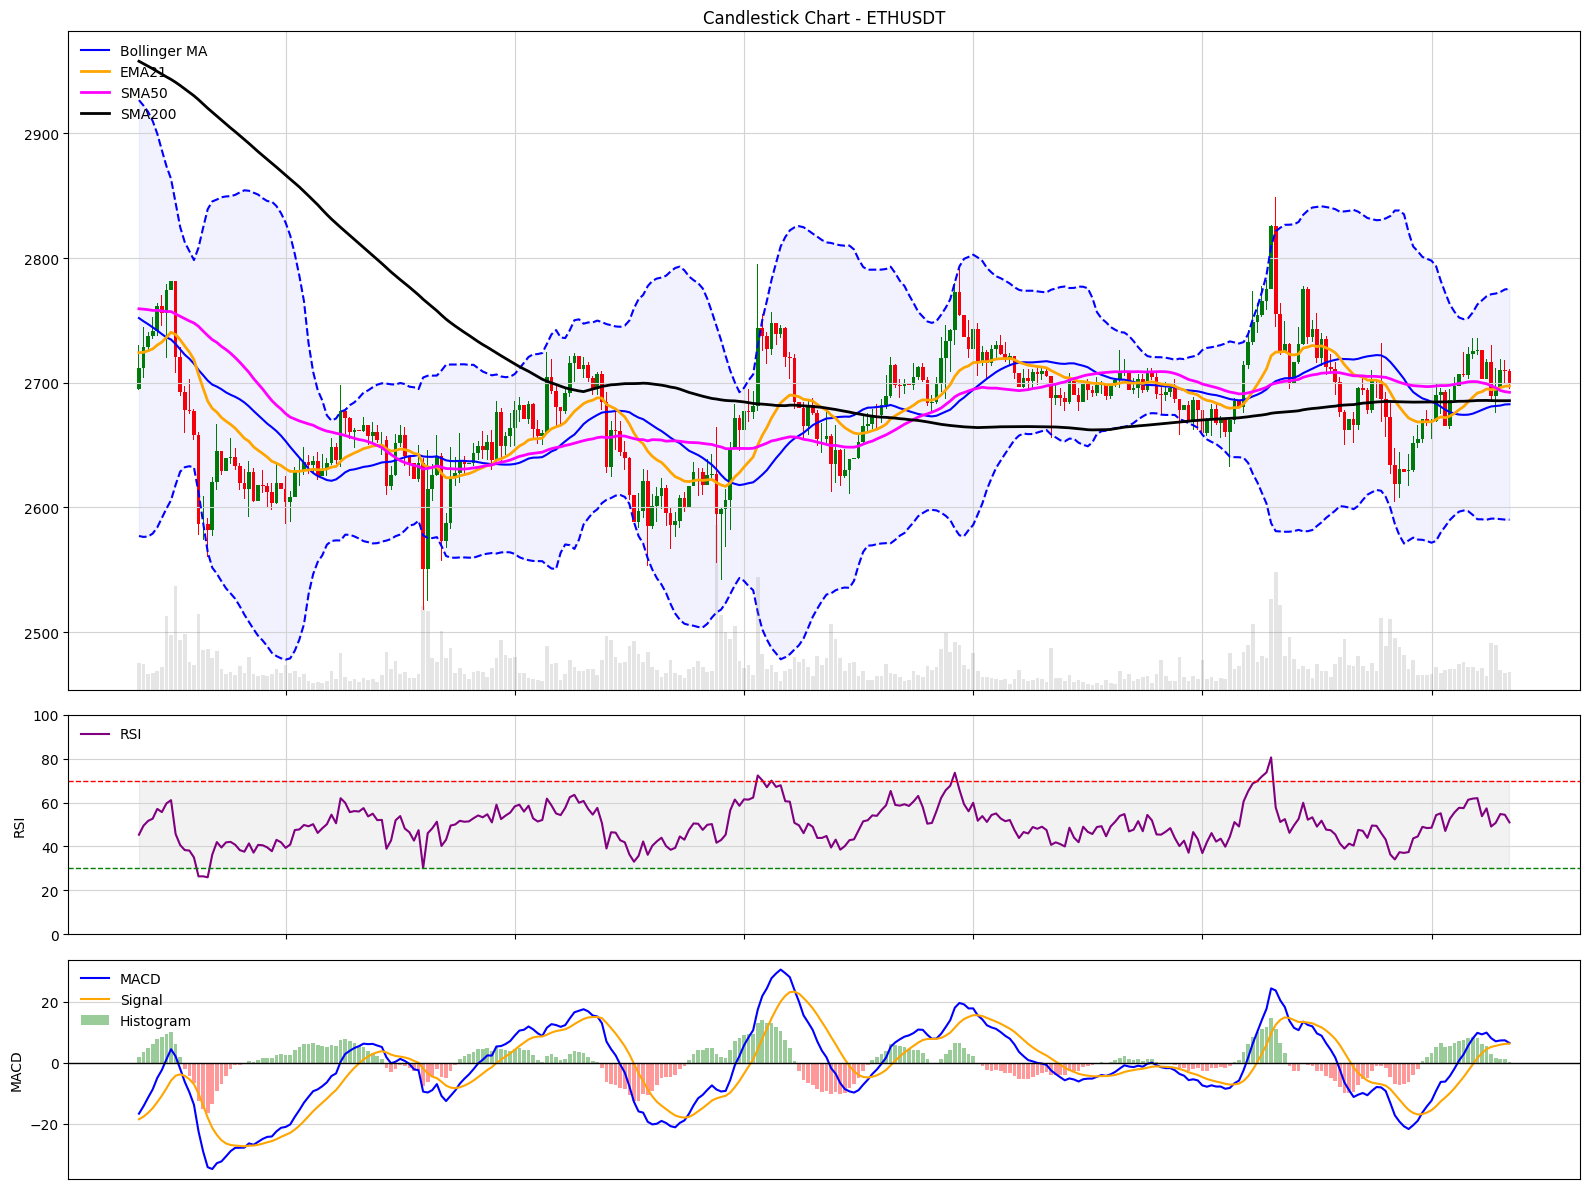 Candlestick Chart - ETHUSDT
Bollinger MA
EMA21
SMA50
SMA200
2900
2800
2700
2600
2500
100
80
60
40
20
0
RSI
RSI
20
0
−20
MACD
MACD
Signal
Histogram